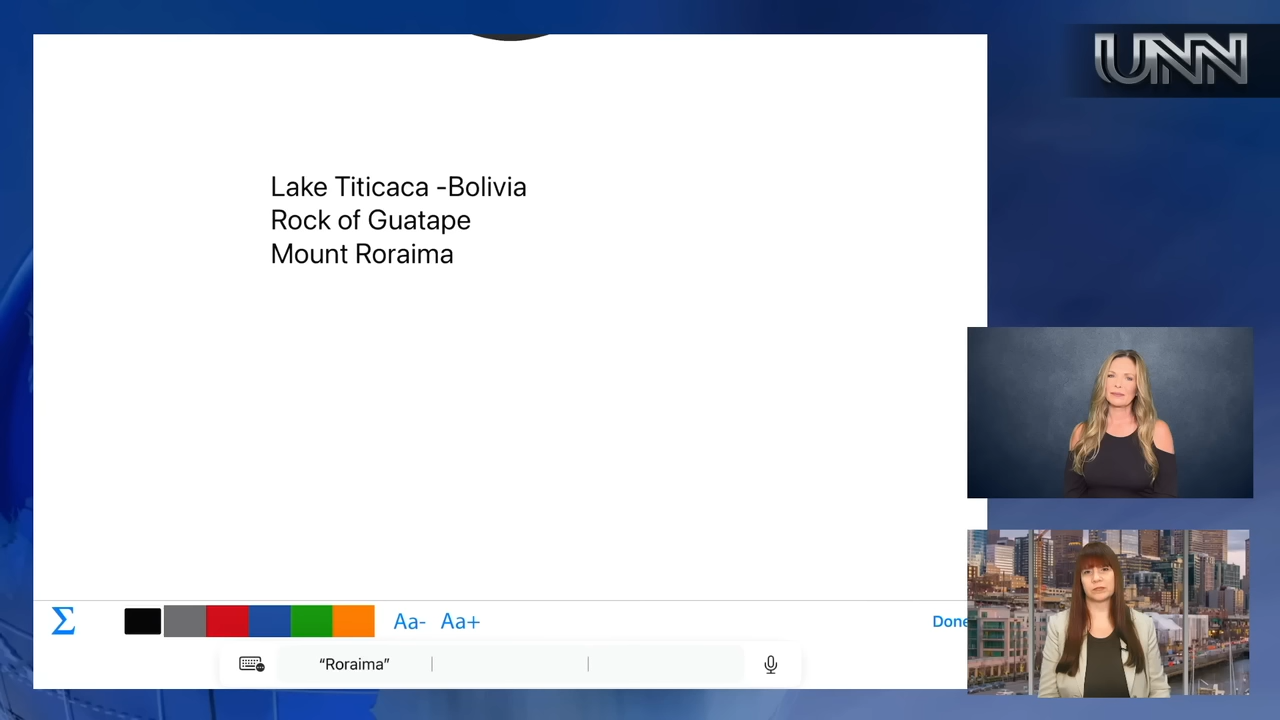 UNN
Lake Titicaca -Bolivia
Rock of Guatape
Mount Roraima
Σ
Aa- Aa+
Done
“Roraima”